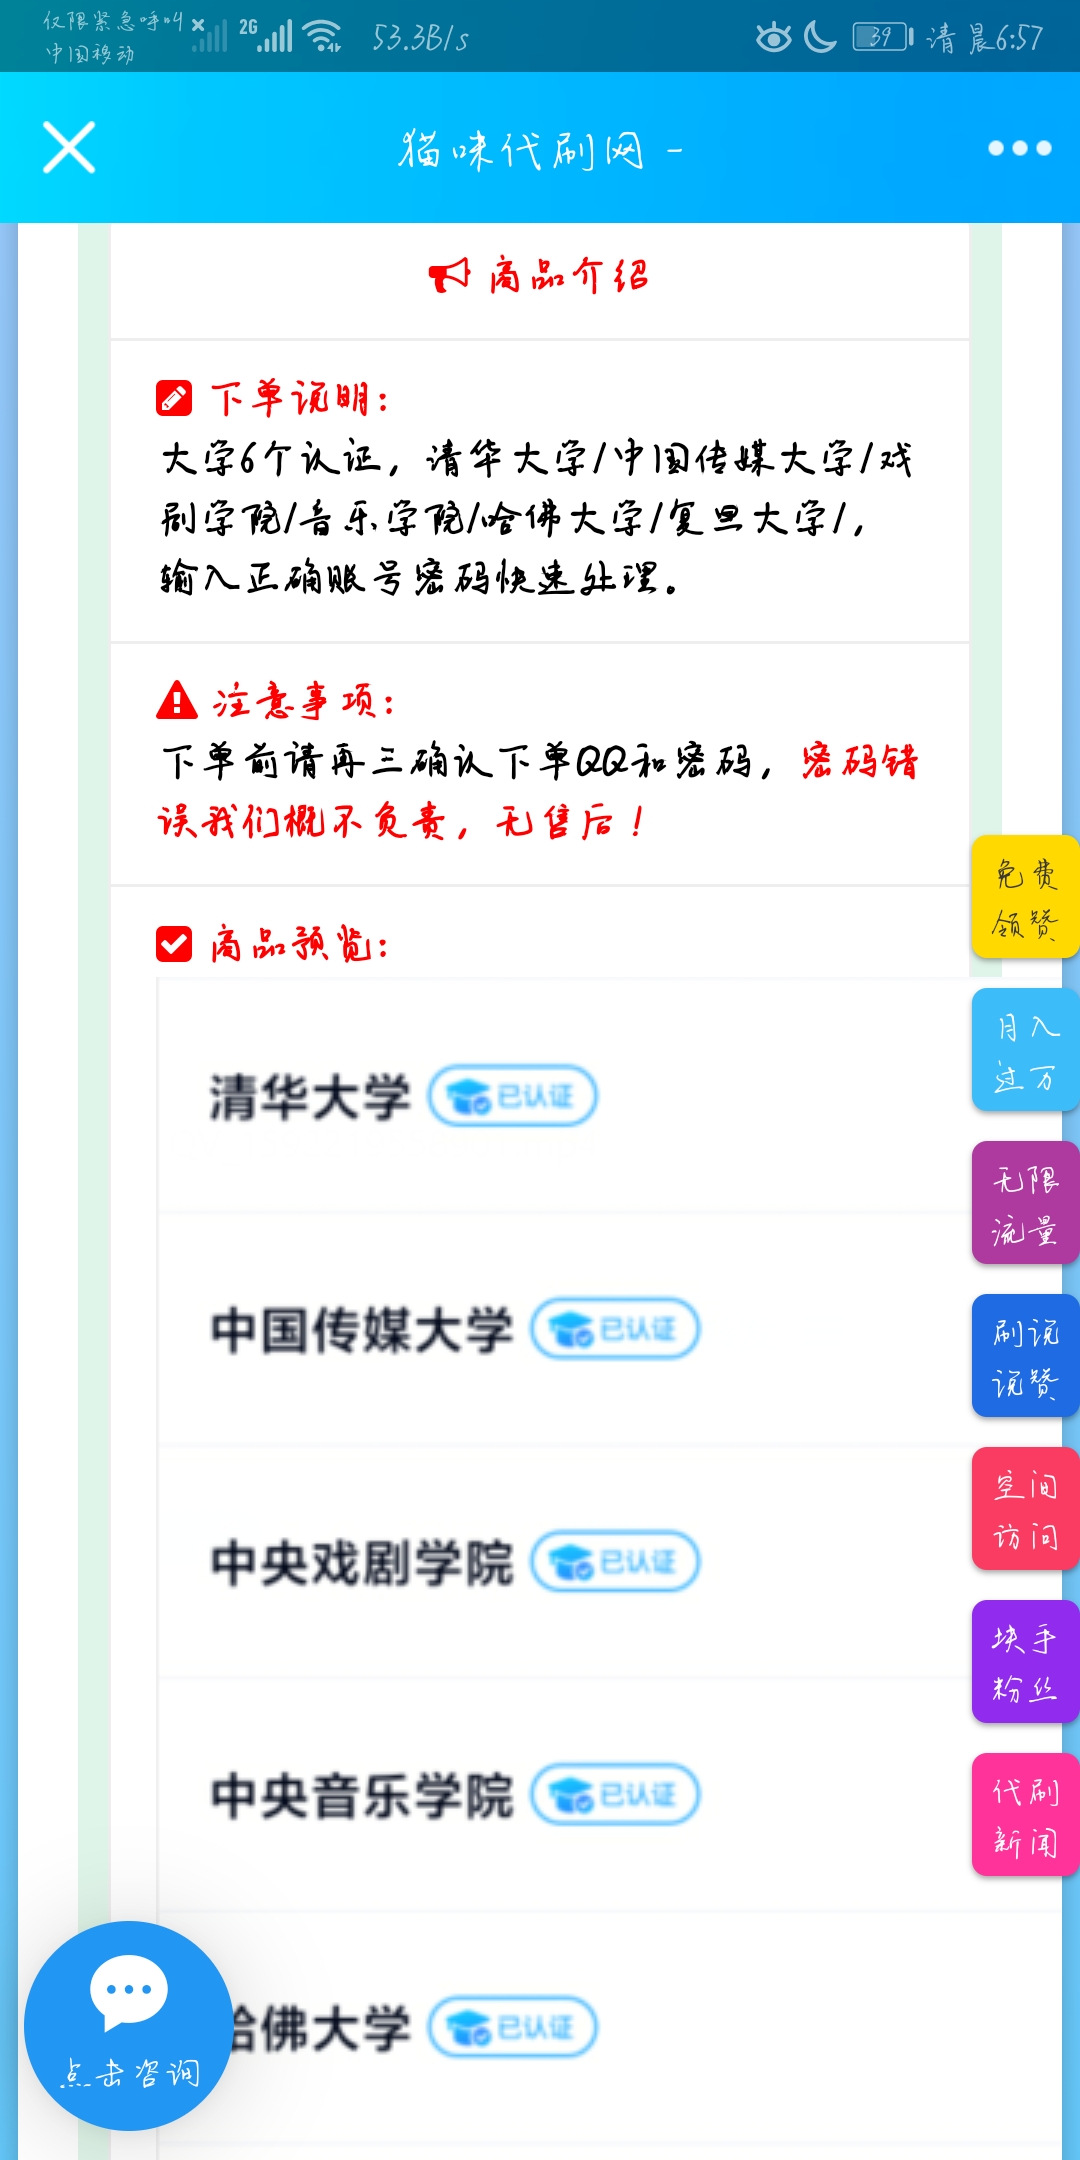 仅限紧急呼叫
中国移动
2G
53.3B/s
39
清晨6:57
猫咪代刷网 -
商品介绍
下单说明：
大学6个认证，清华大学/中国传媒大学/戏
剧学院/音乐学院/哈佛大学/复旦大学/，
输入正确账号密码快速处理。
注意事项：
下单前请再三确认下单QQ和密码，密码错
误我们概不负责，无售后！
商品预览：
清华大学 已认证
中国传媒大学 已认证
中央戏剧学院 已认证
中央音乐学院 已认证
哈佛大学 已认证
免费
领赞
月入
过万
无限
流量
刷说
说赞
空间
访问
块手
粉丝
代刷
新闻
点击咨询